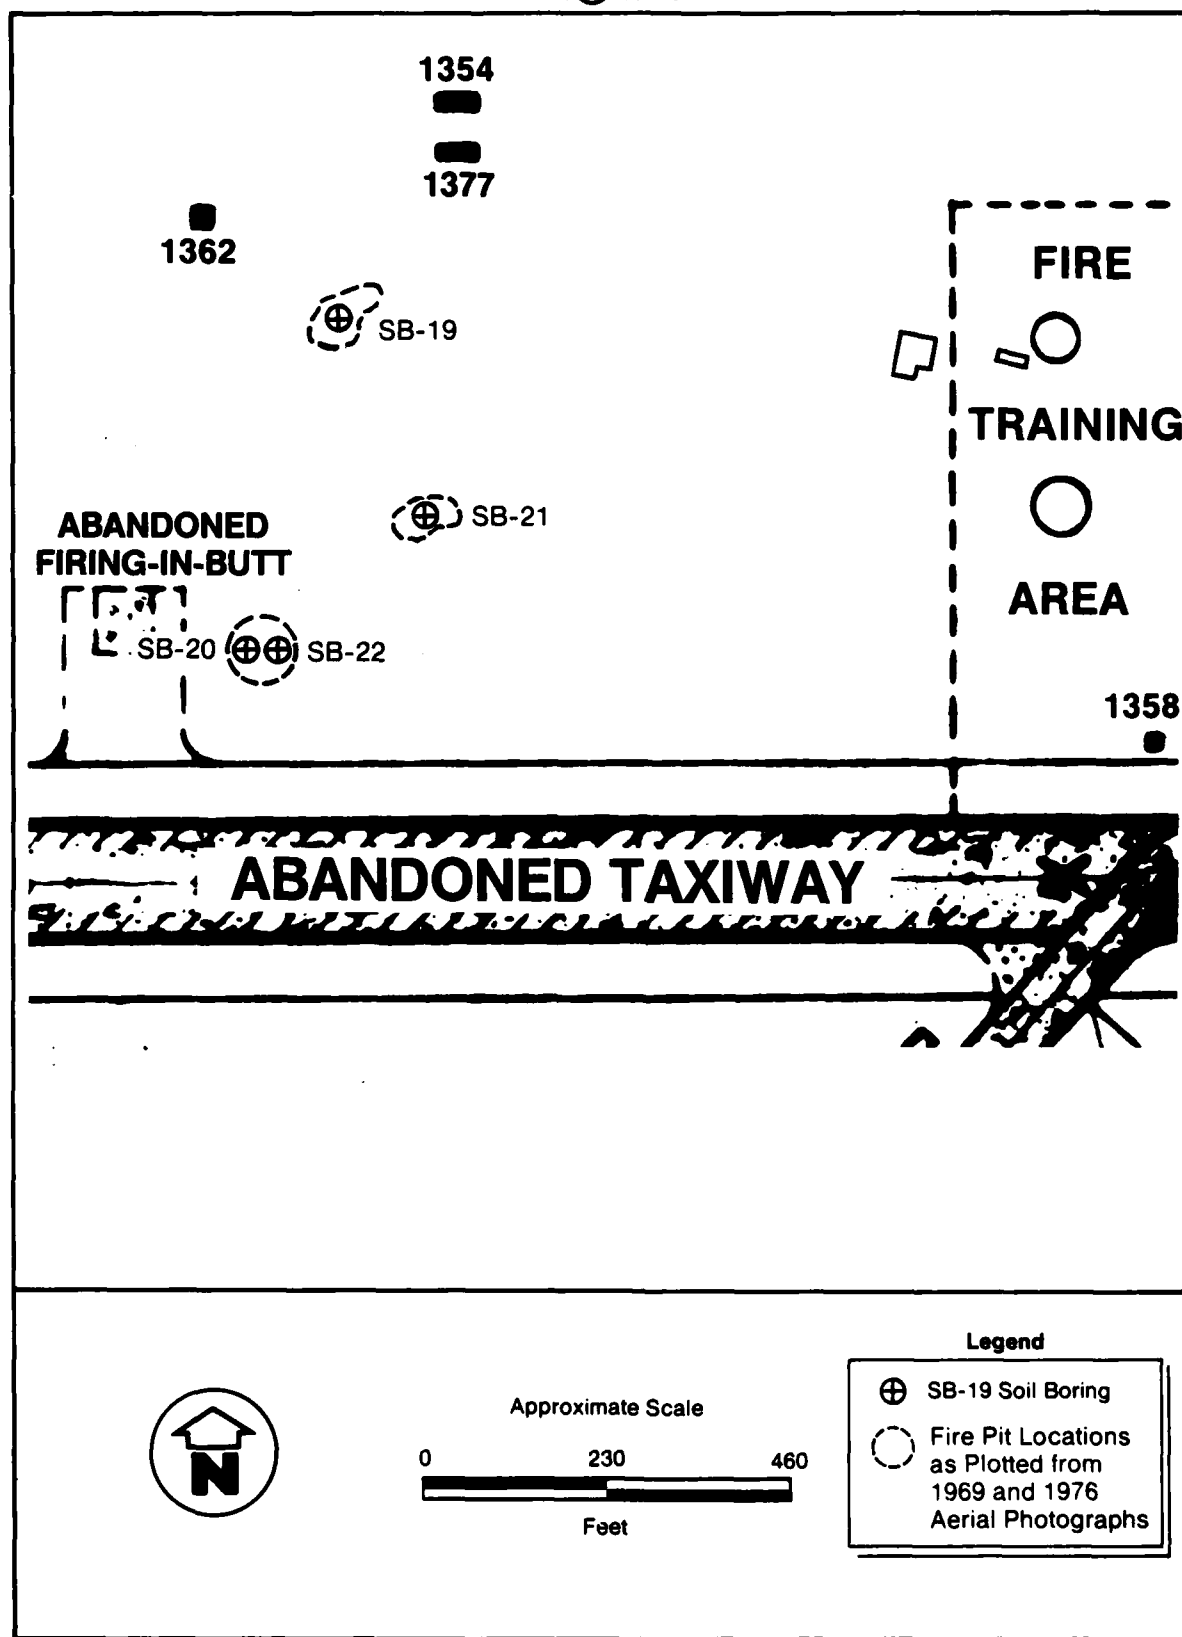 1354
1377
1362
FIRE
SB-19
TRAINING
SB-21
ABANDONED
FIRING-IN-BUTT
AREA
SB-20
SB-22
1358
ABANDONED TAXIWAY
Legend
SB-19 Soil Boring
Fire Pit Locations
as Plotted from
1969 and 1976
Aerial Photographs
Approximate Scale
0 230 460
Feet
N